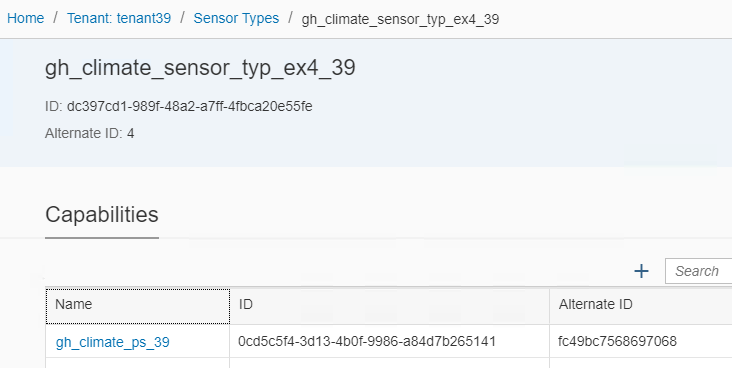 Home / Tenant: tenant39 / Sensor Types / gh_climate_sensor_typ_ex4_39
gh_climate_sensor_typ_ex4_39
ID: dc397cd1-989f-48a2-a7ff-4fbca20e55fe
Alternate ID: 4
Capabilities
+ Search
Name ID Alternate ID
gh_climate_ps_39 0cd5c5f4-3d13-4b0f-9986-a84d7b265141 fc49bc7568697068